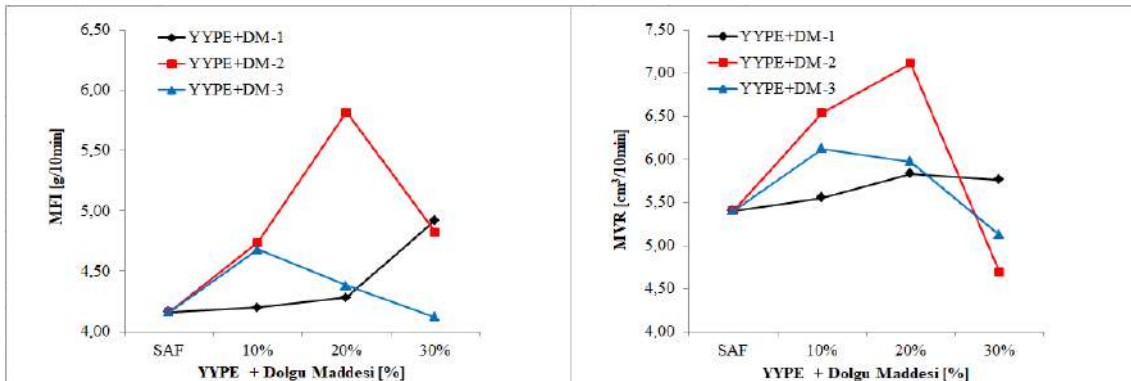 6,50
6,00
5,50
5,00
4,50
4,00
MFI [g/10min]
YYPE+DM-1
YYPE+DM-2
YYPE+DM-3
SAF 10% 20% 30%
YYPE + Dolgu Maddesi [%]
7,50
7,00
6,50
6,00
5,50
5,00
4,50
4,00
MVR [cm³/10min]
YYPE+DM-1
YYPE+DM-2
YYPE+DM-3
SAF 10% 20% 30%
YYPE + Dolgu Maddesi [%]